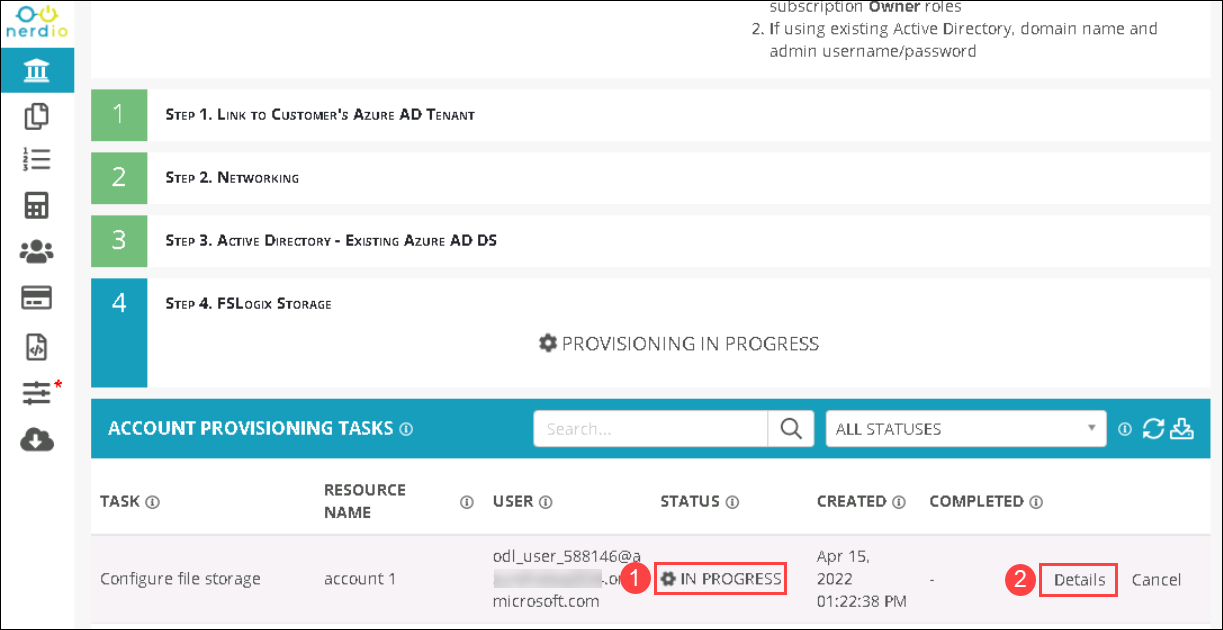 nerdio
subscription Owner roles
2. If using existing Active Directory, domain name and
admin username/password
1
Step 1. Link to Customer's Azure AD Tenant
2
Step 2. Networking
3
Step 3. Active Directory - Existing Azure AD DS
4
Step 4. FSLogix Storage
PROVISIONING IN PROGRESS
ACCOUNT PROVISIONING TASKS
Search...
ALL STATUSES
TASK
RESOURCE
NAME
USER
STATUS
CREATED
COMPLETED
Configure file storage
account 1
odl_user_588146@a
microsoft.com
1
IN PROGRESS
Apr 15,
2022
01:22:38 PM
-
2
Details
Cancel